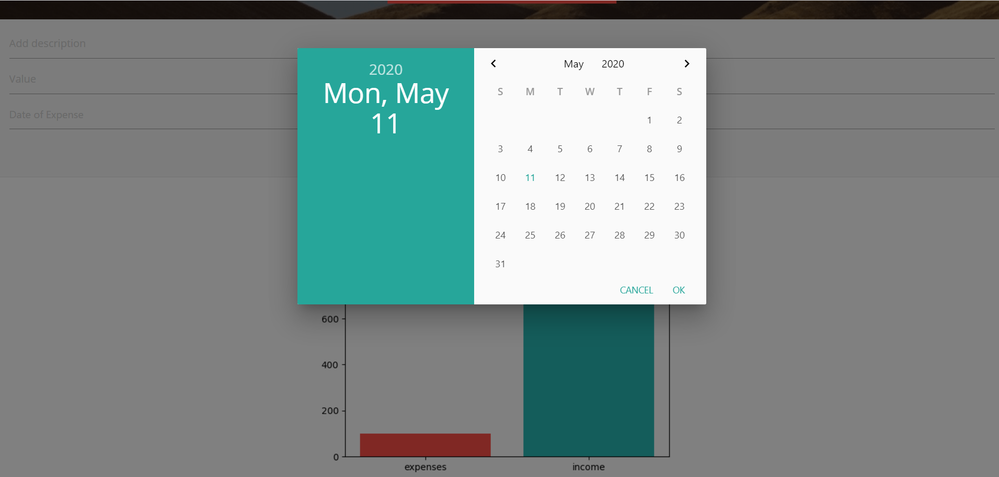 Add description
Value
Date of Expense
2020
Mon, May
11
May 2020
S M T W T F S
1 2
3 4 5 6 7 8 9
10 11 12 13 14 15 16
17 18 19 20 21 22 23
24 25 26 27 28 29 30
31
CANCEL OK
600
400
200
0
expenses income